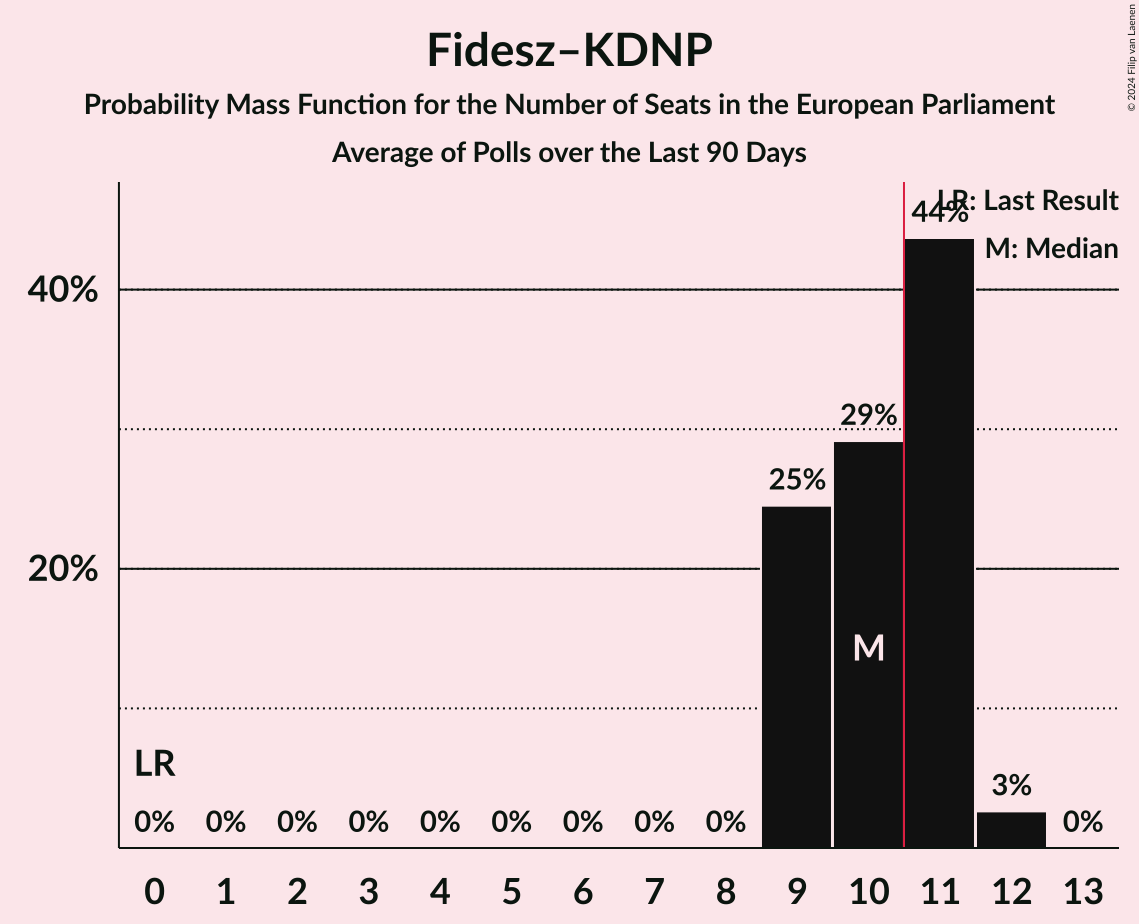 Fidesz–KDNP
Probability Mass Function for the Number of Seats in the European Parliament
Average of Polls over the Last 90 Days
© 2024 Filip van Laenen
LR: Last Result
M: Median
44%
40%
29%
25%
20%
M
LR
3%
0% 0% 0% 0% 0% 0% 0% 0% 0% 0%
0 1 2 3 4 5 6 7 8 9 10 11 12 13